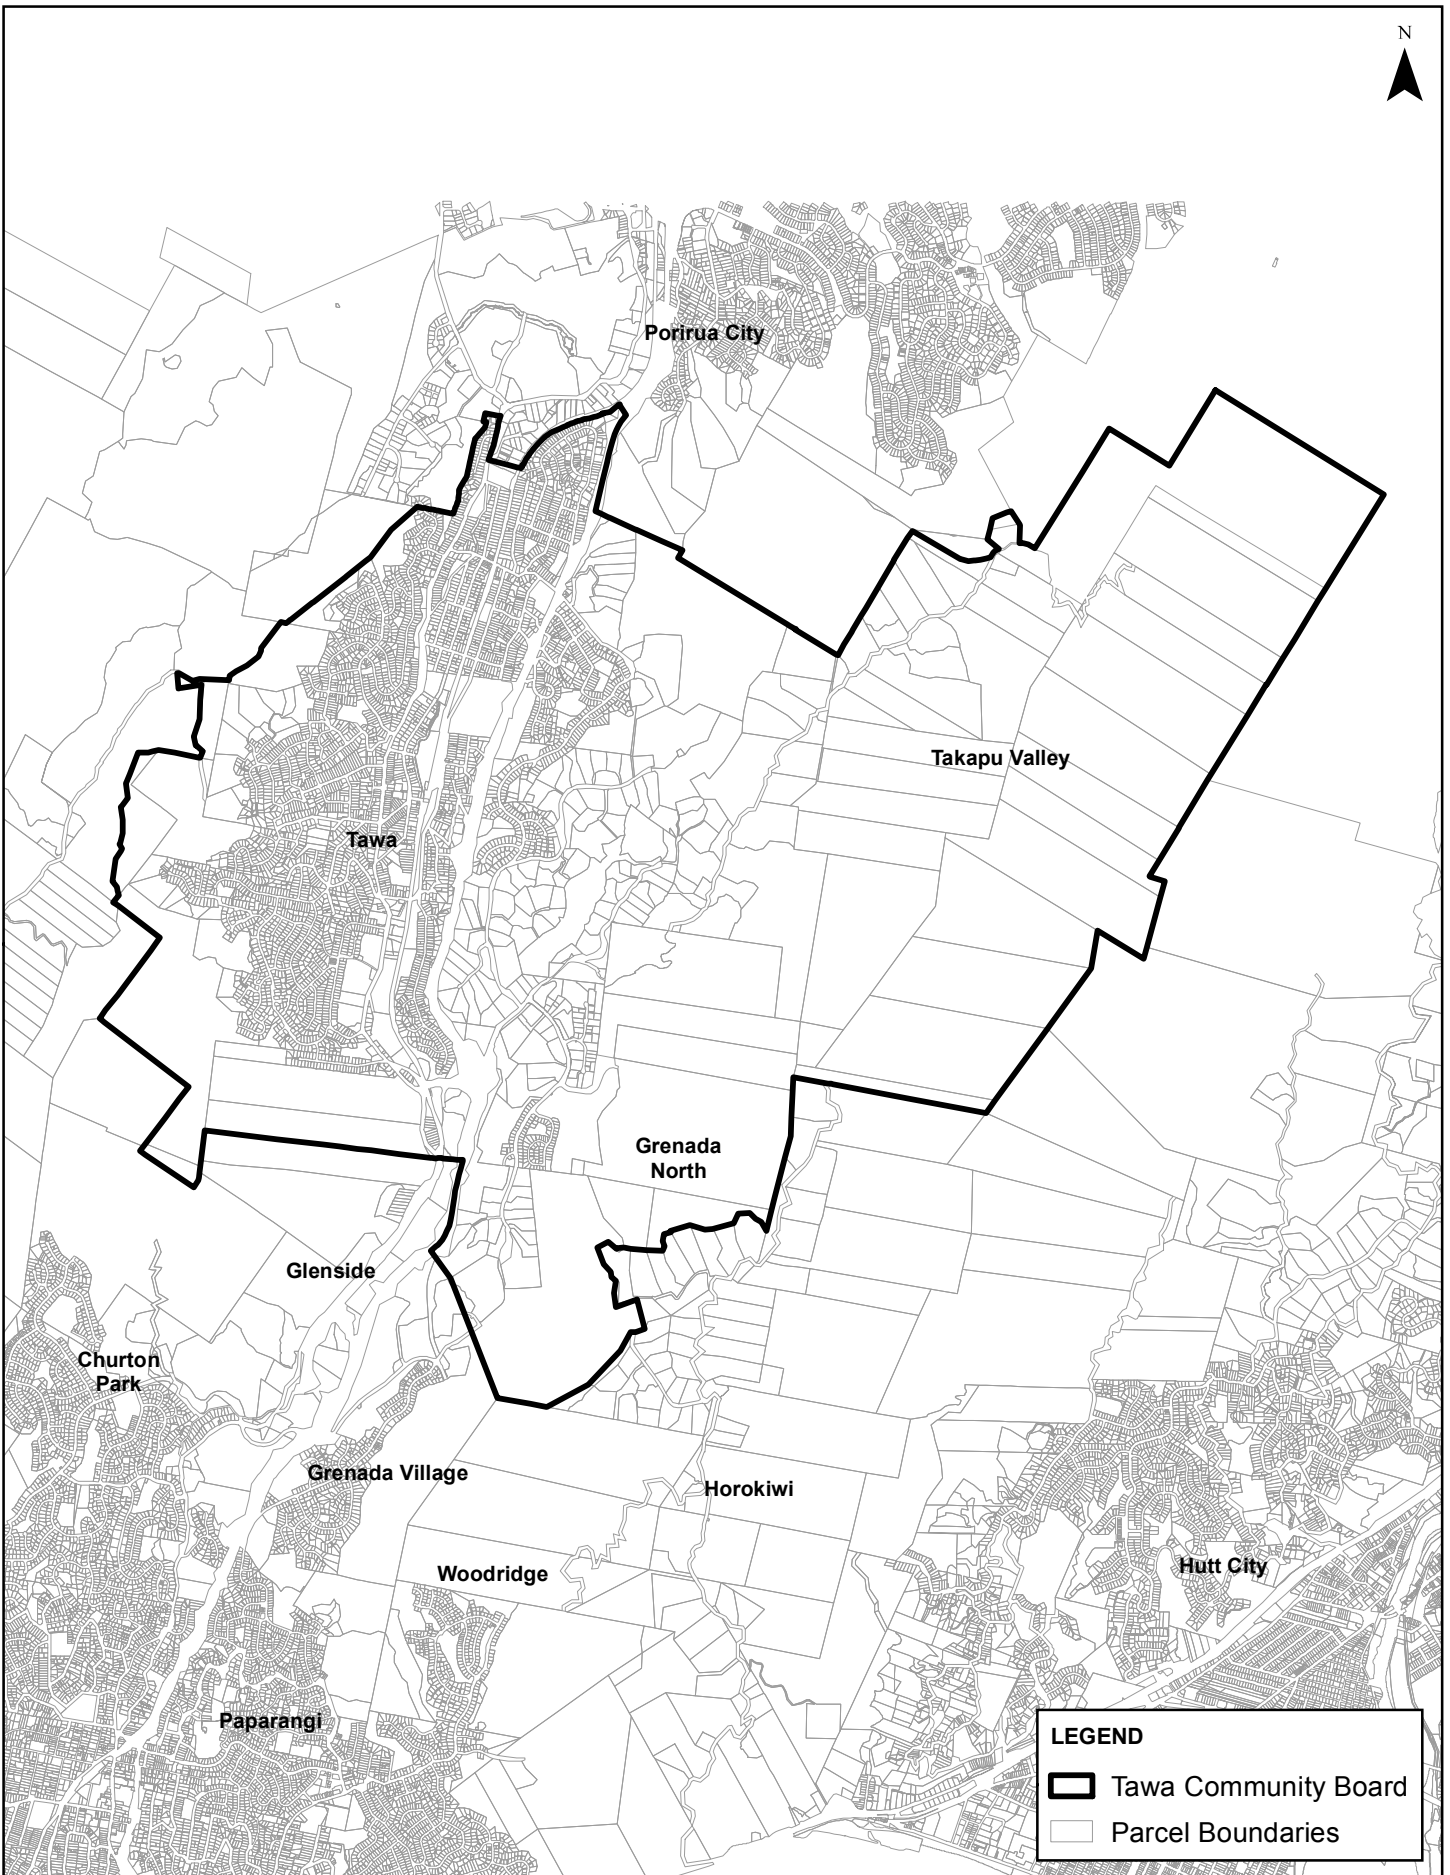 N
Porirua City
Takapu Valley
Tawa
Grenada
North
Glenside
Churton
Park
Grenada Village
Horokiwi
Woodridge
Hutt City
Paparangi
LEGEND
Tawa Community Board
Parcel Boundaries